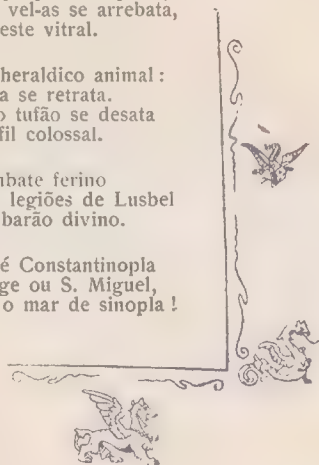 vel-as se arrebata,
este vitral.
heraldico animal:
a se retrata.
o tufão se desata
fil colossal.
nbate ferino
legiões de Lusbel
barão divino.
é Constantinopla
ge ou S. Miguel,
o mar de sinopla!